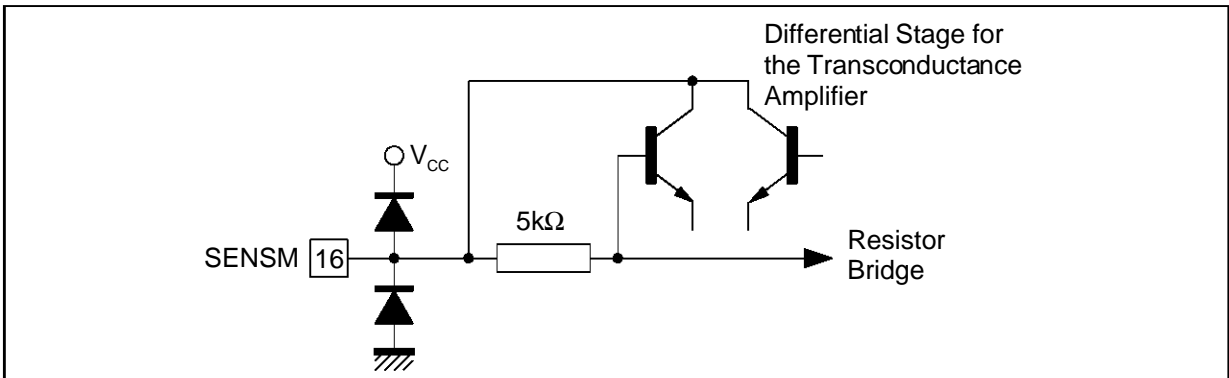 Differential Stage for
the Transconductance
Amplifier
VCC
5kΩ
SENSM 16
Resistor
Bridge